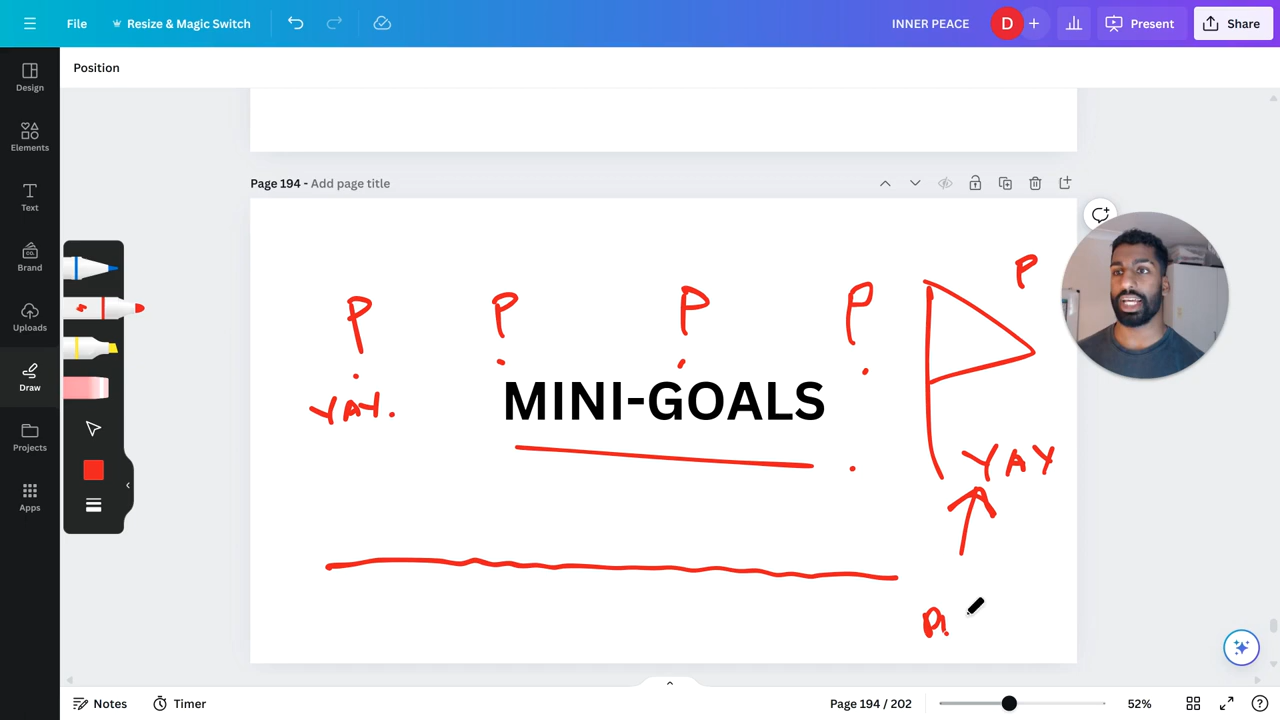 File
Resize & Magic Switch
INNER PEACE
D
Present
Share
Position
Design
Elements
Text
Brand
Uploads
Draw
Projects
Apps
Page 194 - Add page title
P
P
P
P
P
MINI-GOALS
YAY.
YAY
Notes
Timer
Page 194 / 202
52%